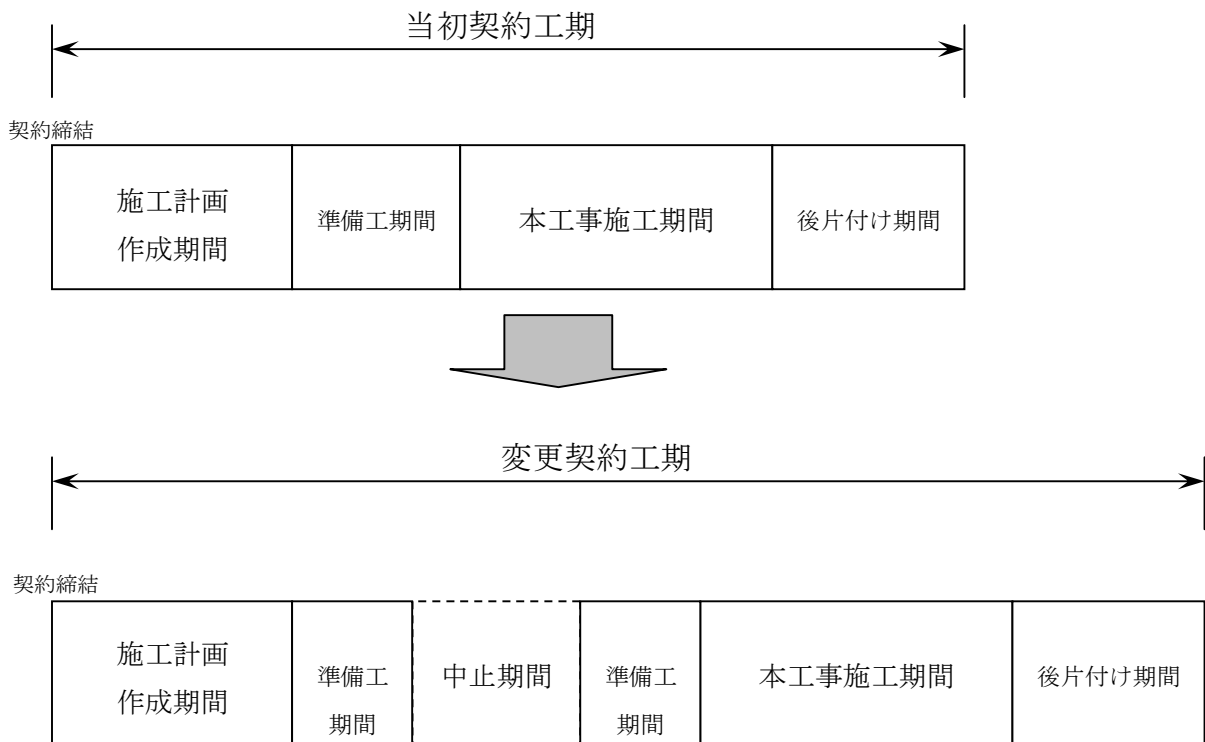 当初契約工期
契約締結
施工計画
作成期間
準備工期間
本工事施工期間
後片付け期間
変更契約工期
契約締結
施工計画
作成期間
準備工
期間
中止期間
準備工
期間
本工事施工期間
後片付け期間